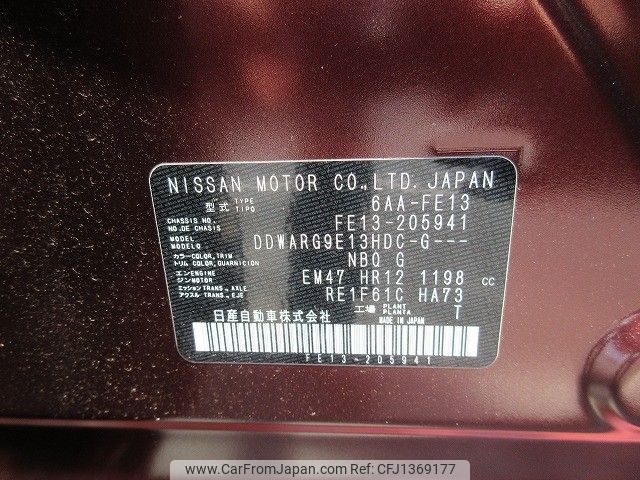 NISSAN MOTOR CO.,LTD. JAPAN
型式 TYPE TIPO 6AA-FE13
CHASSIS NO. NO.DE CHASIS FE13-205941
MODEL MODELO DDWARG9E13HDC-G---
カラー COLOR,TRIM トリム COLOR,GUARNICION NBQ G
エンジン ENGINE MOTOR EM47 HR12 1198 CC
ミッション TRANS., AXLE アクスル TRANS., EJE RE1F61C HA73
日産自動車株式会社 工場 PLANT PLANTA T
MADE IN JAPAN
FE13-205941
www.CarFromJapan.com | CFJ1369177